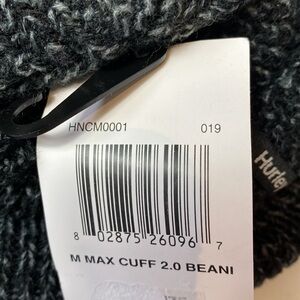 HNCM0001 019
8 02875 26096 7
M MAX CUFF 2.0 BEANI
Hurle